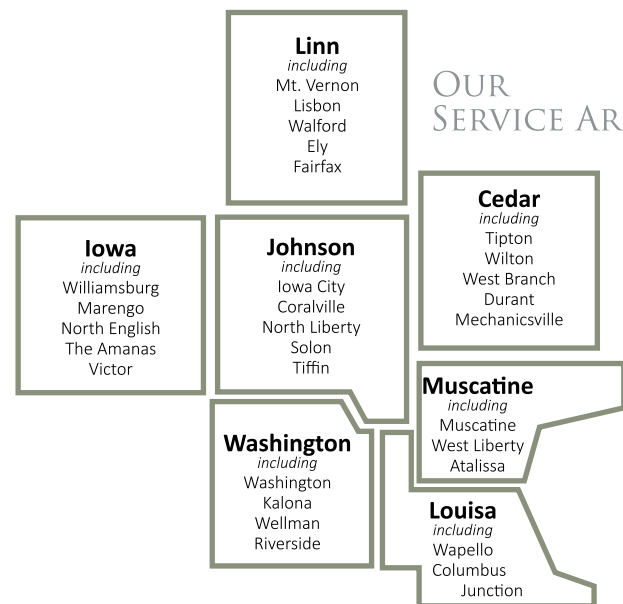 Linn
including
Mt. Vernon
Lisbon
Walford
Ely
Fairfax
OUR
SERVICE AR
Cedar
including
Tipton
Wilton
West Branch
Durant
Mechanicsville
Iowa
including
Williamsburg
Marengo
North English
The Amanas
Victor
Johnson
including
Iowa City
Coralville
North Liberty
Solon
Tiffin
Muscatine
including
Muscatine
West Liberty
Atalissa
Washington
including
Washington
Kalona
Wellman
Riverside
Louisa
including
Wapello
Columbus
Junction